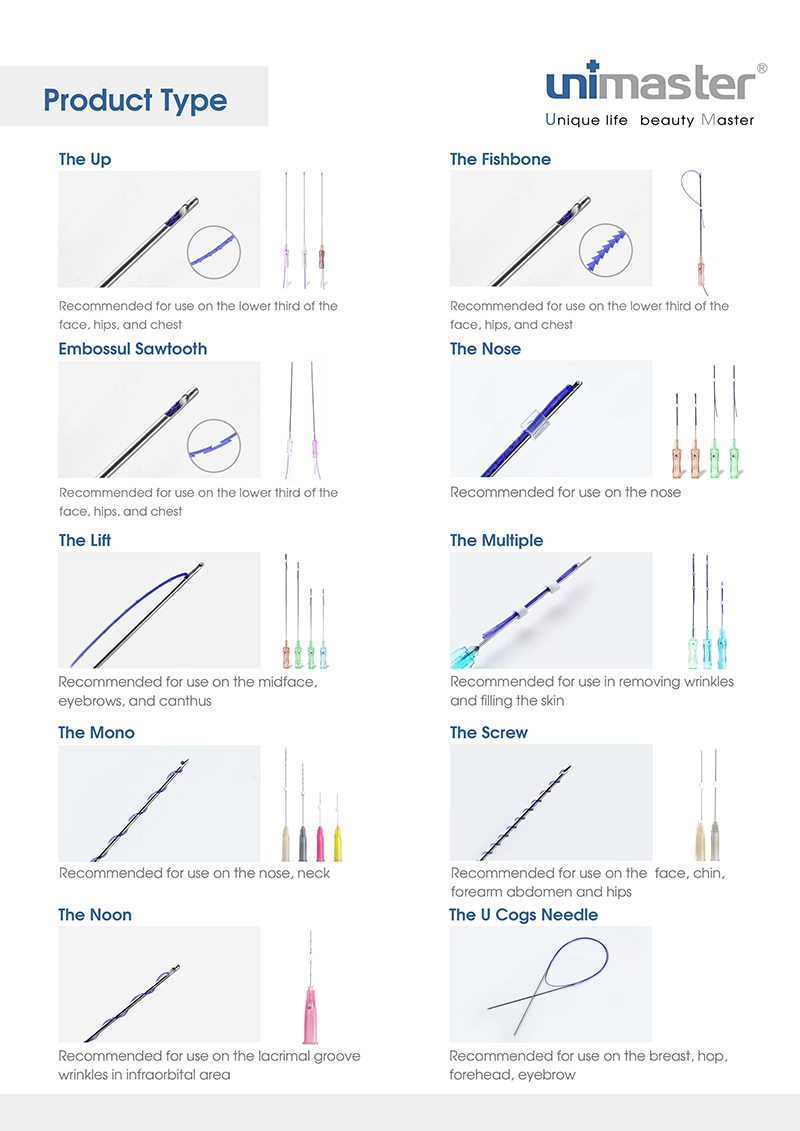 Product Type
unimaster®
Unique life beauty Master
The Up
Recommended for use on the lower third of the
face, hips, and chest
The Fishbone
Recommended for use on the lower third of the
face, hips, and chest
Embossul Sawtooth
Recommended for use on the lower third of the
face, hips, and chest
The Nose
Recommended for use on the nose
The Lift
Recommended for use on the midface,
eyebrows, and canthus
The Multiple
Recommended for use in removing wrinkles
and filling the skin
The Mono
Recommended for use on the nose, neck
The Screw
Recommended for use on the face, chin,
forearm abdomen and hips
The Noon
Recommended for use on the lacrimal groove
wrinkles in infraorbital area
The U Cogs Needle
Recommended for use on the breast, hop,
forehead, eyebrow